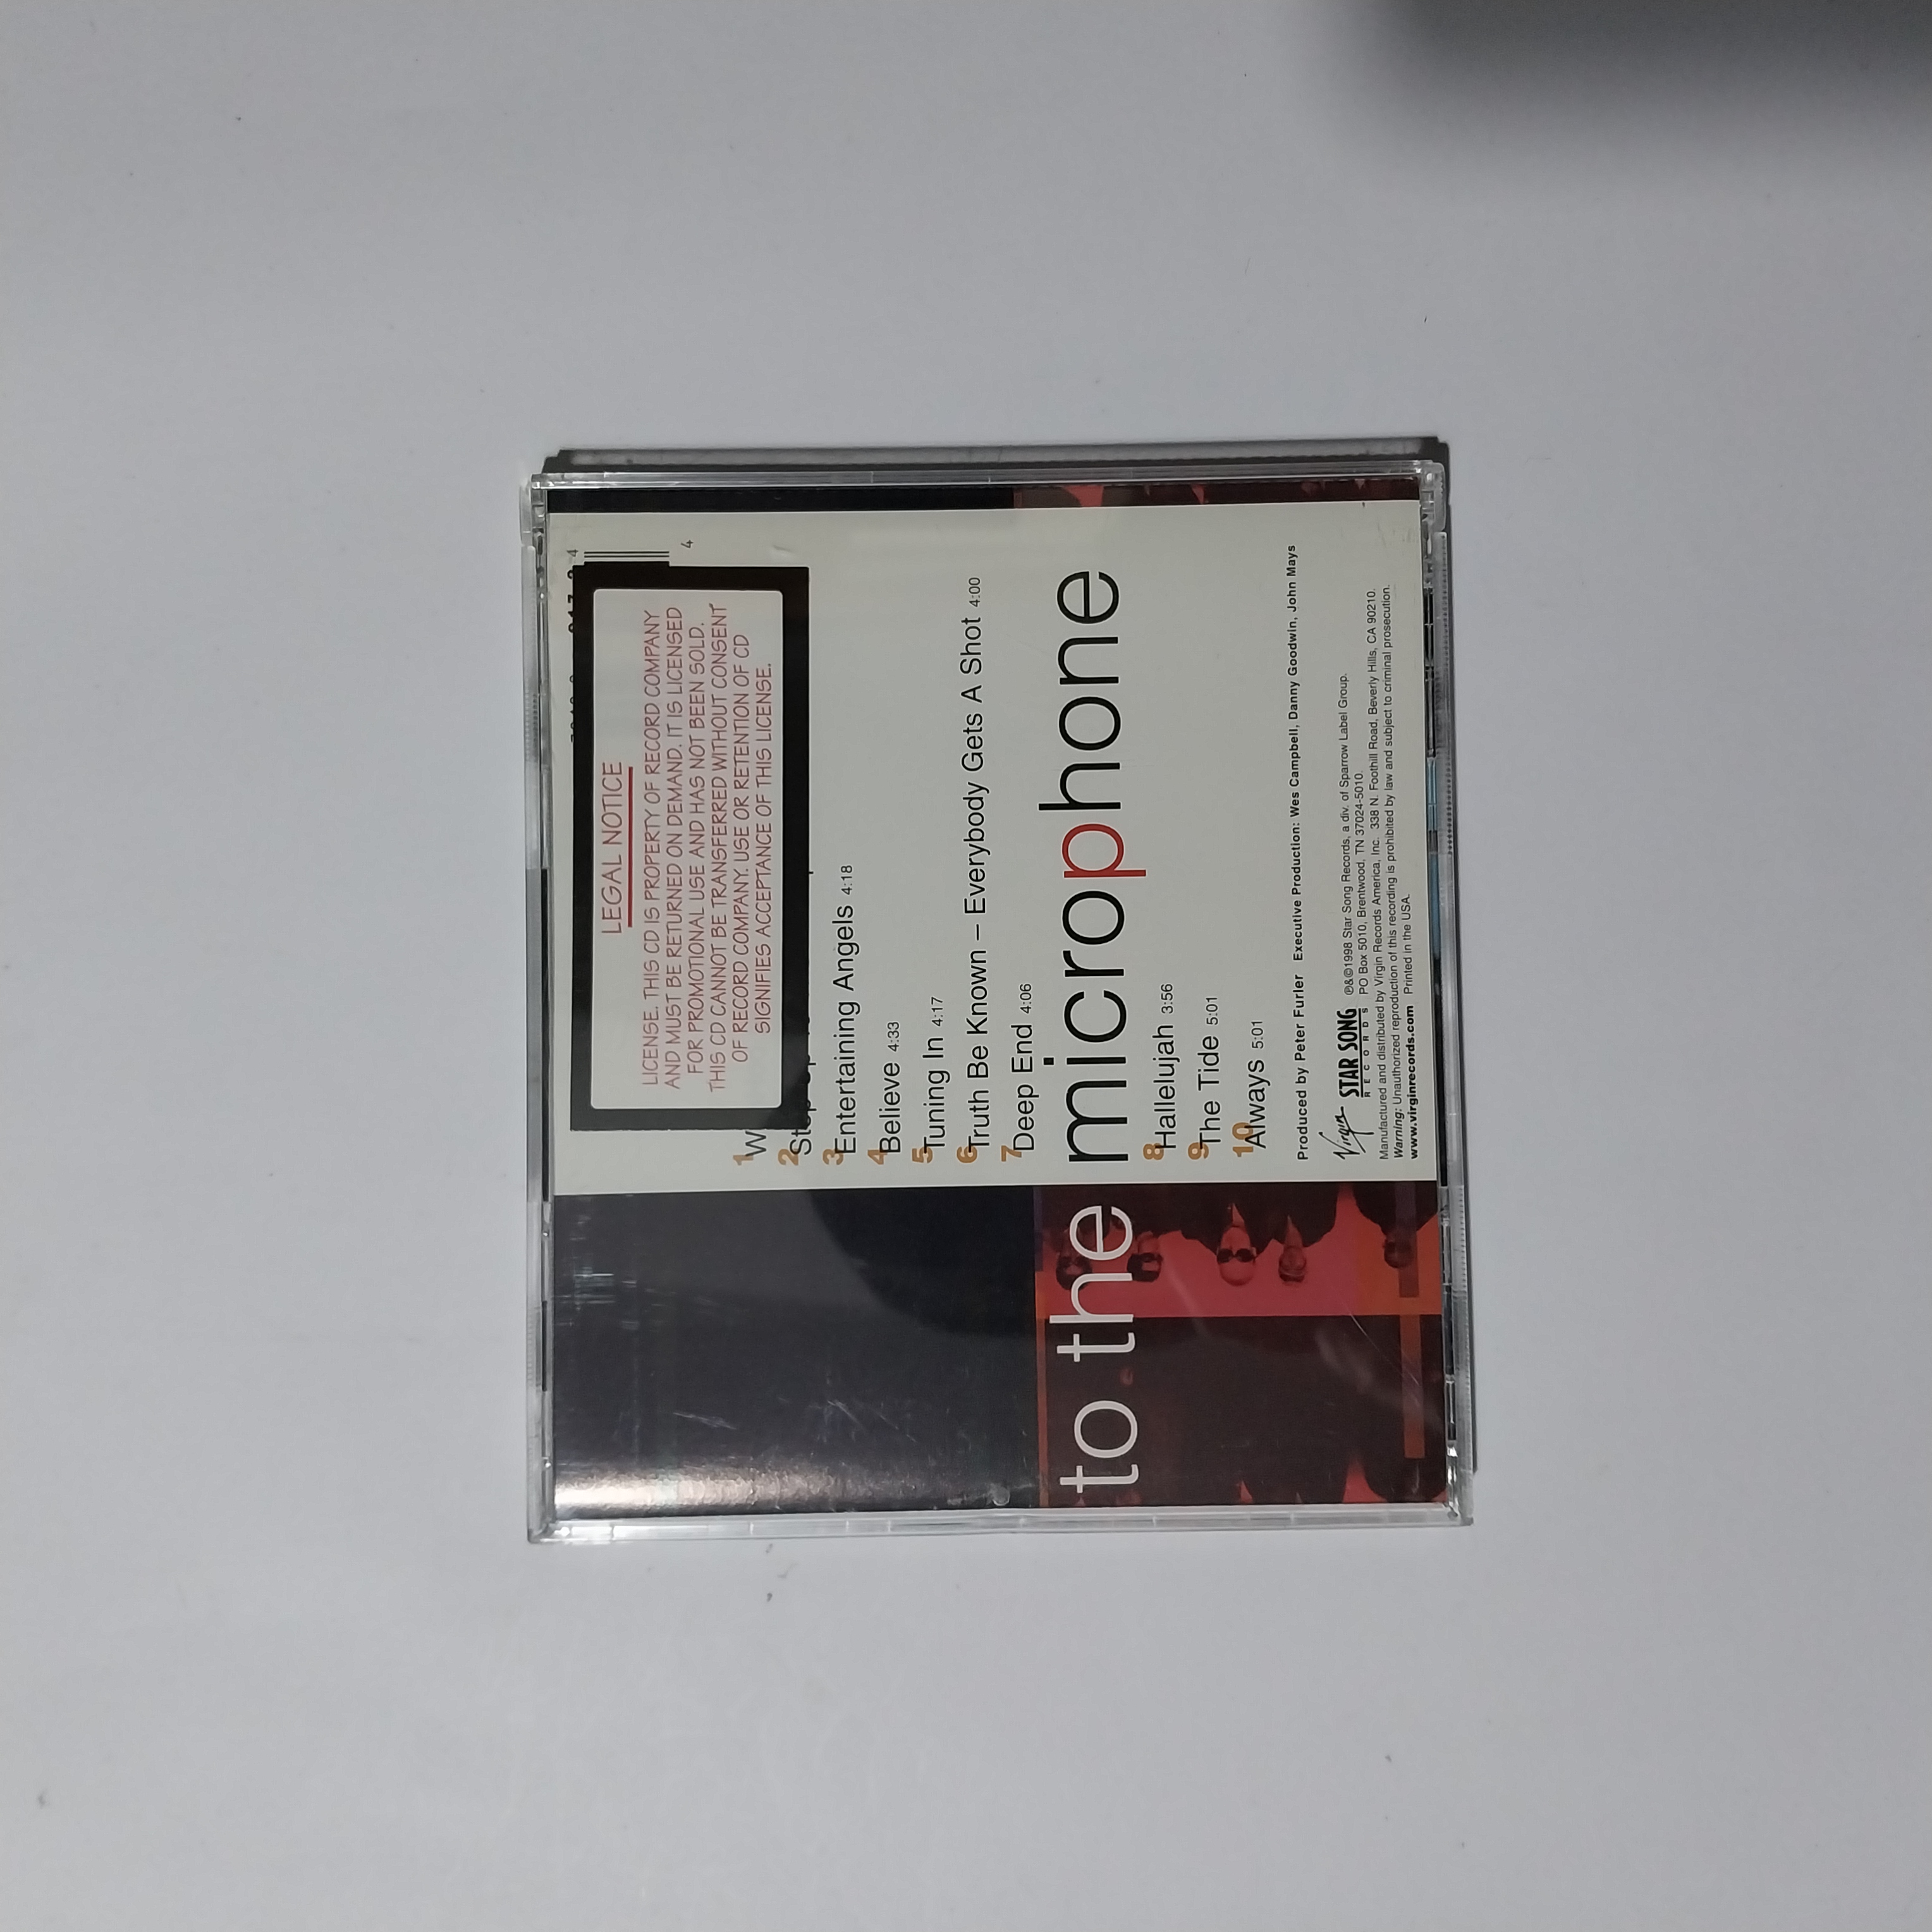 4
4
LEGAL NOTICE
LICENSE. THIS CD IS PROPERTY OF RECORD COMPANY
AND MUST BE RETURNED ON DEMAND. IT IS LICENSED
FOR PROMOTIONAL USE AND HAS NOT BEEN SOLD.
THIS CD CANNOT BE TRANSFERRED WITHOUT CONSENT
OF RECORD COMPANY. USE OR RETENTION OF CD
SIGNIFIES ACCEPTANCE OF THIS LICENSE.
1 W
2
3 Entertaining Angels 4:18
4 Believe 4:33
5 Tuning In 4:17
6 Truth Be Known – Everybody Gets A Shot 4:00
7 Deep End 4:06
to the microphone
8 Hallelujah 3:56
9 The Tide 5:01
10 Always 5:01
Produced by Peter Furler Executive Production: Wes Campbell, Danny Goodwin, John Mays
Virgin STAR SONG RECORDS ℗&©1998 Star Song Records, a div. of Sparrow Label Group.
PO Box 5010, Brentwood, TN 37024-5010.
Manufactured and distributed by Virgin Records America, Inc. 338 N. Foothill Road, Beverly Hills, CA 90210.
Warning: Unauthorized reproduction of this recording is prohibited by law and subject to criminal prosecution.
www.virginrecords.com Printed in the USA.